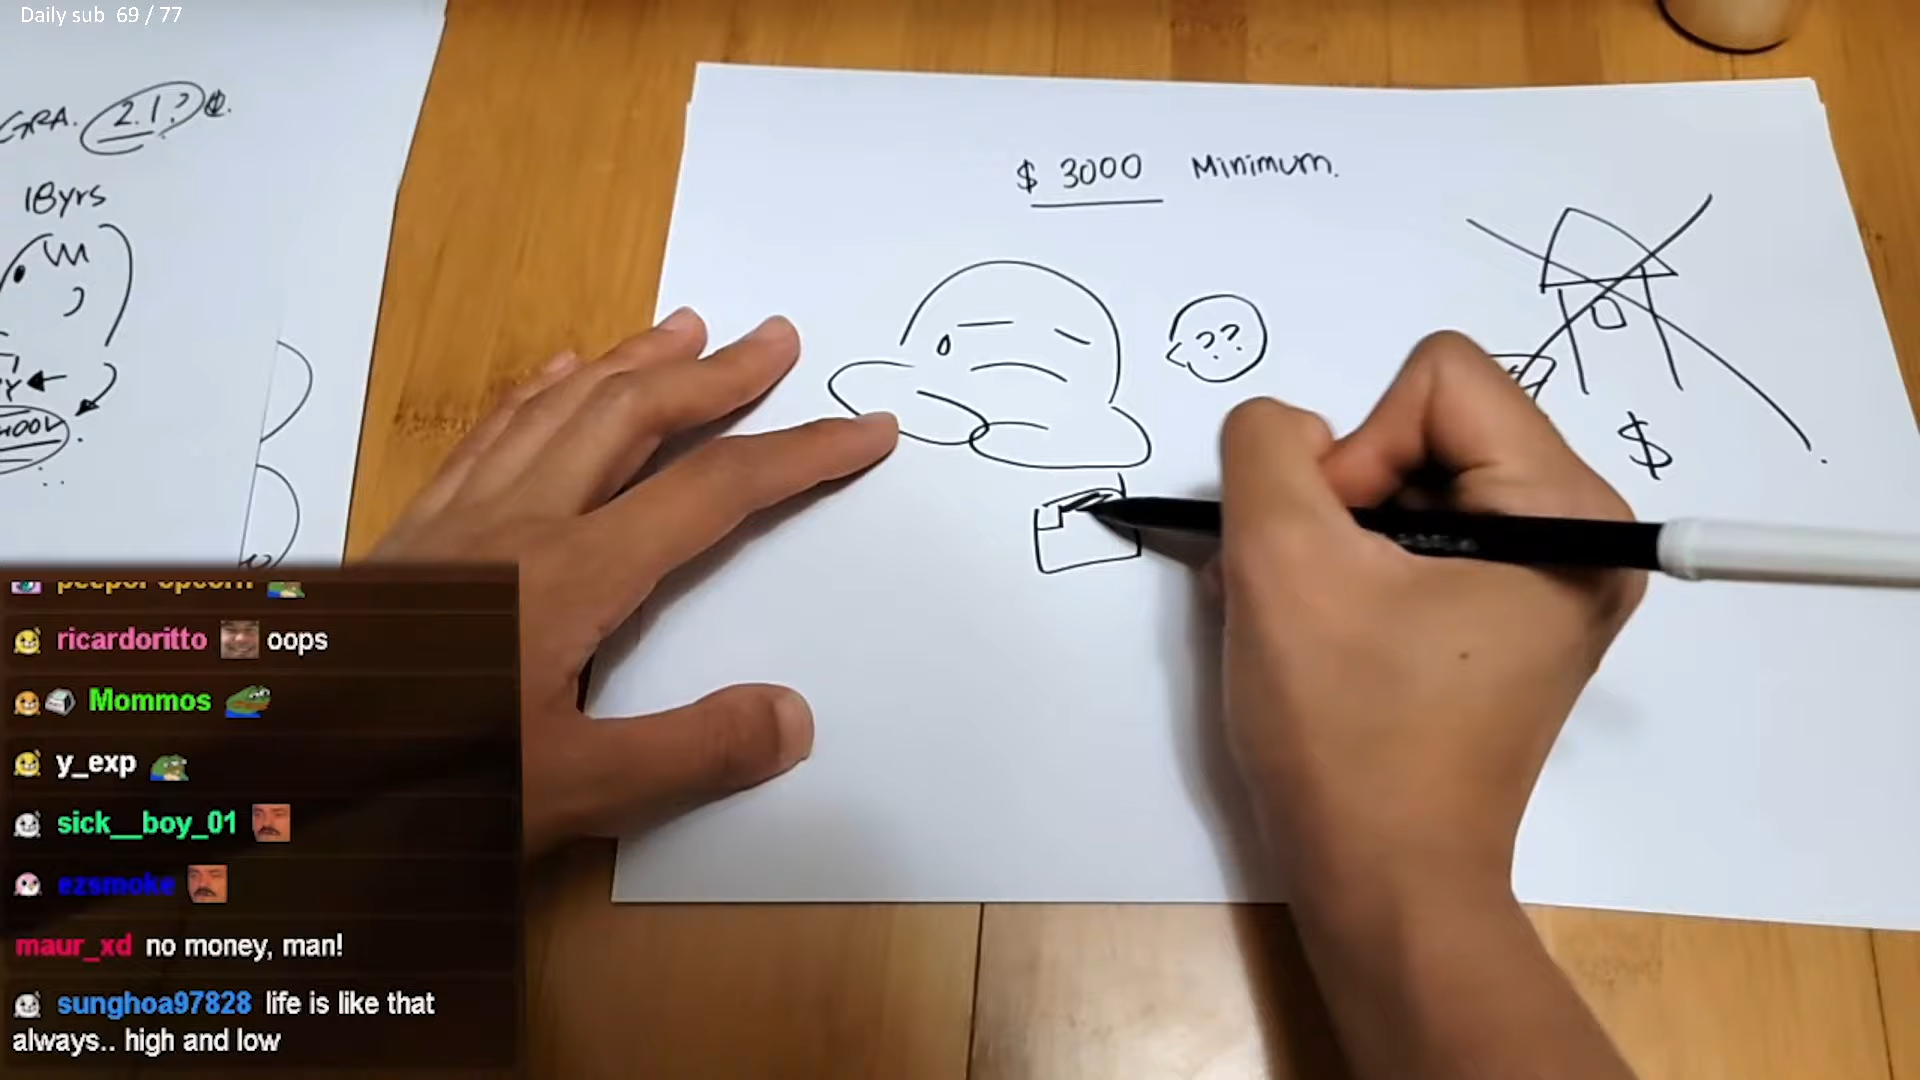 Daily sub 69 / 77
GPA. 2.1?
18yrs
$ 3000 Minimum.
??
$
ricardoritto oops
Mommos
y_exp
sick__boy_01
ezsmoke
maur_xd no money, man!
sunghoa97828 life is like that
always.. high and low